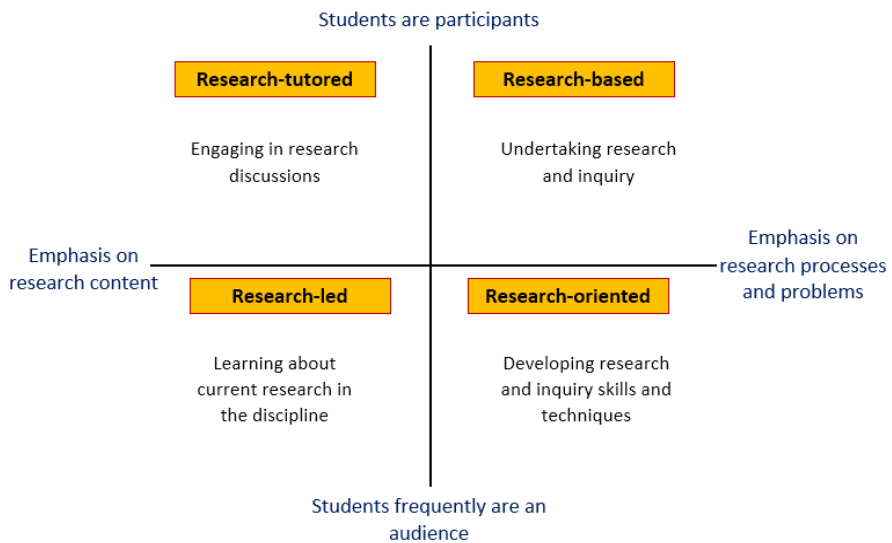 Students are participants
Research-tutored
Research-based
Engaging in research
discussions
Undertaking research
and inquiry
Emphasis on
research content
Emphasis on
research processes
and problems
Research-led
Research-oriented
Learning about
current research in
the discipline
Developing research
and inquiry skills and
techniques
Students frequently are an
audience